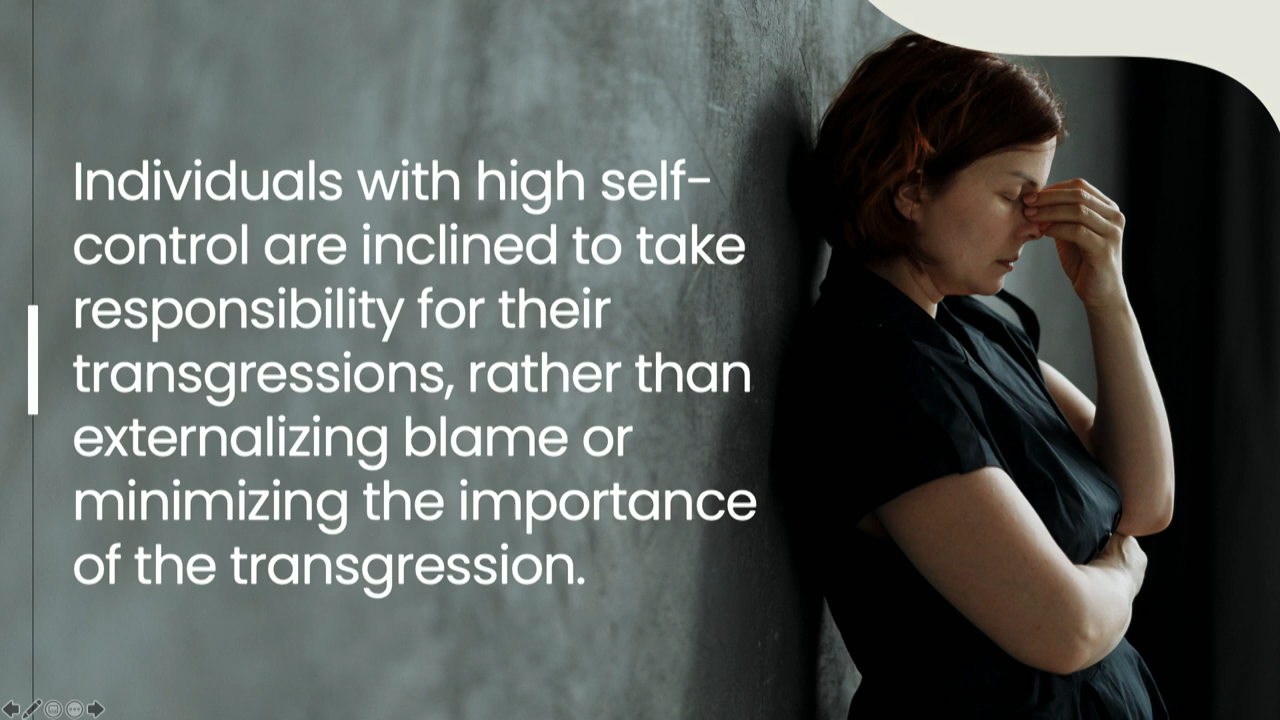 Individuals with high self-
control are inclined to take
responsibility for their
transgressions, rather than
externalizing blame or
minimizing the importance
of the transgression.